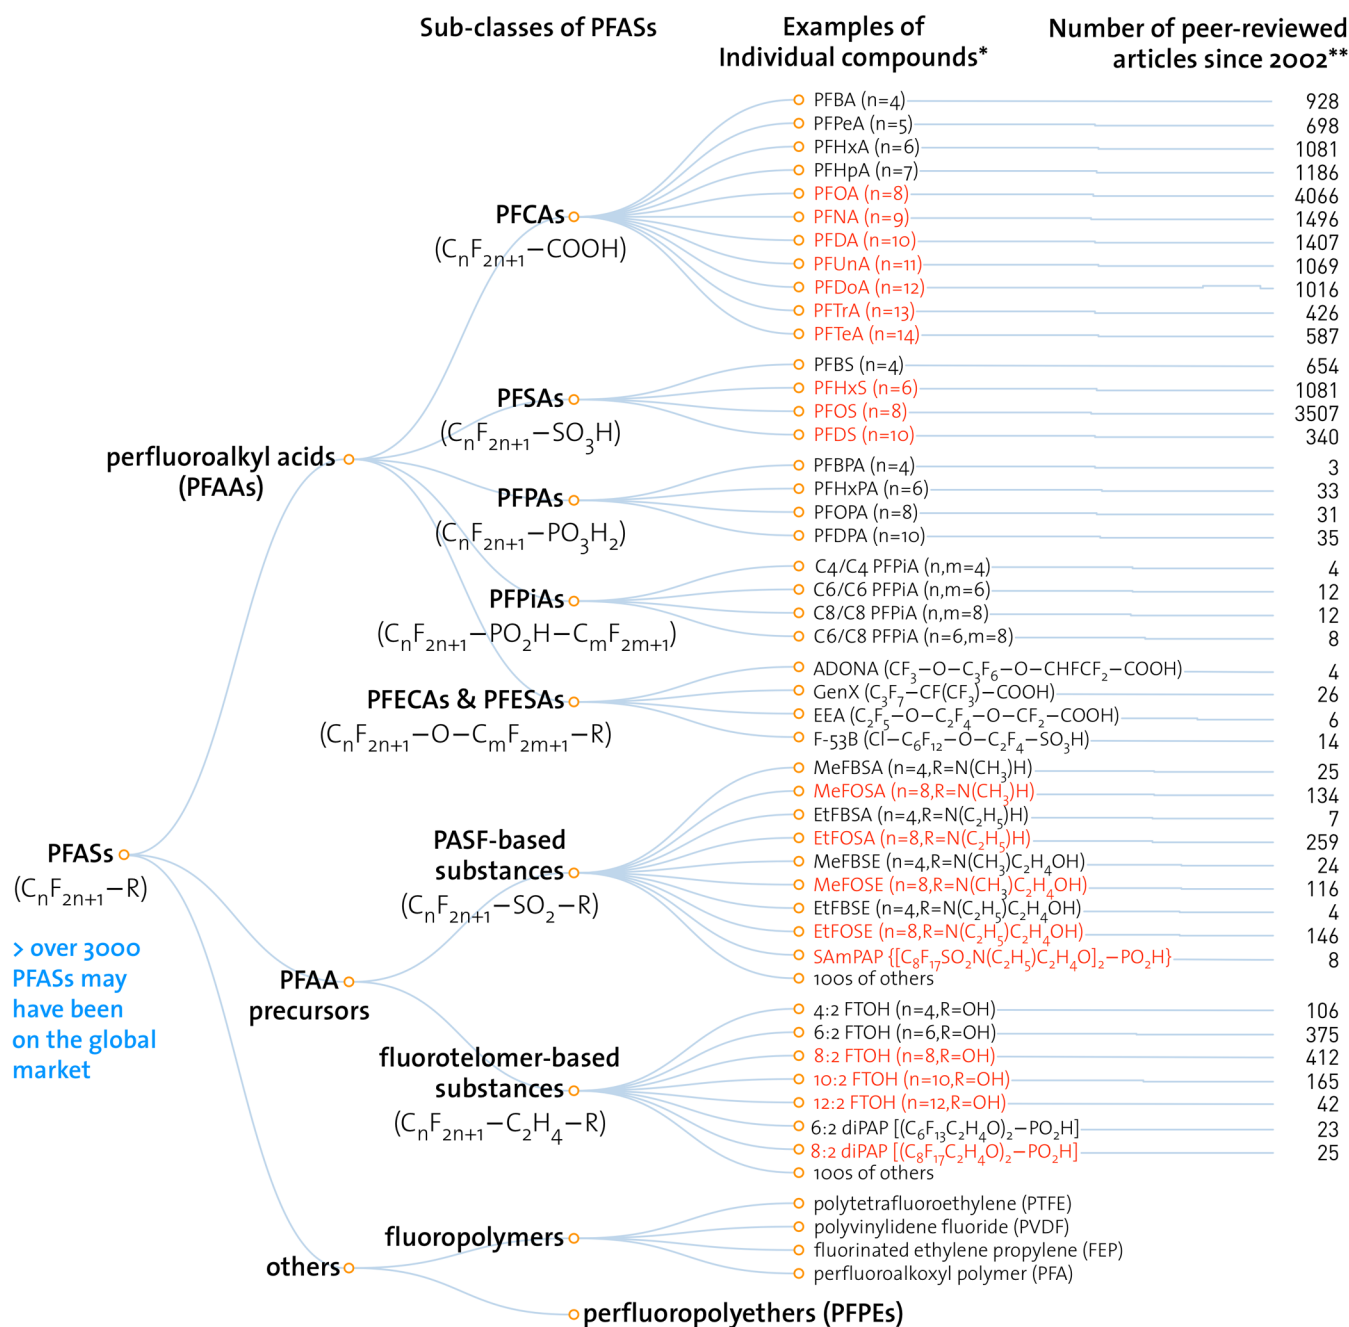 Sub-classes of PFASs
Examples of
Individual compounds*
Number of peer-reviewed
articles since 2002**
PFBA (n=4) 928
PFPeA (n=5) 698
PFHxA (n=6) 1081
PFHpA (n=7) 1186
PFOA (n=8) 4066
PFCAs
(CnF2n+1–COOH)
PFNA (n=9) 1496
PFDA (n=10) 1407
PFUnA (n=11) 1069
PFDoA (n=12) 1016
PFTrA (n=13) 426
PFTeA (n=14) 587
PFSAs
(CnF2n+1–SO3H)
PFBS (n=4) 654
PFHxS (n=6) 1081
PFOS (n=8) 3507
PFDS (n=10) 340
perfluoroalkyl acids
(PFAAs)
PFPAs
(CnF2n+1–PO3H2)
PFBPA (n=4) 3
PFHxPA (n=6) 33
PFOPA (n=8) 31
PFDPA (n=10) 35
PFPiAs
(CnF2n+1–PO2H–CmF2m+1)
C4/C4 PFPiA (n,m=4) 4
C6/C6 PFPiA (n,m=6) 12
C8/C8 PFPiA (n,m=8) 12
C6/C8 PFPiA (n=6,m=8) 8
PFECAs & PFESAs
(CnF2n+1–O–CmF2m+1–R)
ADONA (CF3–O–C3F6–O–CHFCF2–COOH) 4
GenX (C3F7–CF(CF3)–COOH) 26
EEA (C2F5–O–C2F4–O–CF2–COOH) 6
F-53B (Cl–C6F12–O–C2F4–SO3H) 14
PASF-based
substances
(CnF2n+1–SO2–R)
MeFBSA (n=4,R=N(CH3)H) 25
MeFOSA (n=8,R=N(CH3)H) 134
EtFBSA (n=4,R=N(C2H5)H) 7
EtFOSA (n=8,R=N(C2H5)H) 259
MeFBSE (n=4,R=N(CH3)C2H4OH) 24
MeFOSE (n=8,R=N(CH3)C2H4OH) 116
EtFBSE (n=4,R=N(C2H5)C2H4OH) 4
EtFOSE (n=8,R=N(C2H5)C2H4OH) 146
SAmPAP {[C8F17SO2N(C2H5)C2H4O]2–PO2H} 8
100s of others
PFASs
(CnF2n+1–R)
> over 3000
PFASs may
have been
on the global
market
PFAA
precursors
fluorotelomer-based
substances
(CnF2n+1–C2H4–R)
4:2 FTOH (n=4,R=OH) 106
6:2 FTOH (n=6,R=OH) 375
8:2 FTOH (n=8,R=OH) 412
10:2 FTOH (n=10,R=OH) 165
12:2 FTOH (n=12,R=OH) 42
6:2 diPAP [(C6F13C2H4O)2–PO2H] 23
8:2 diPAP [(C8F17C2H4O)2–PO2H] 25
100s of others
others
fluoropolymers
polytetrafluoroethylene (PTFE)
polyvinylidene fluoride (PVDF)
fluorinated ethylene propylene (FEP)
perfluoroalkoxyl polymer (PFA)
perfluoropolyethers (PFPEs)